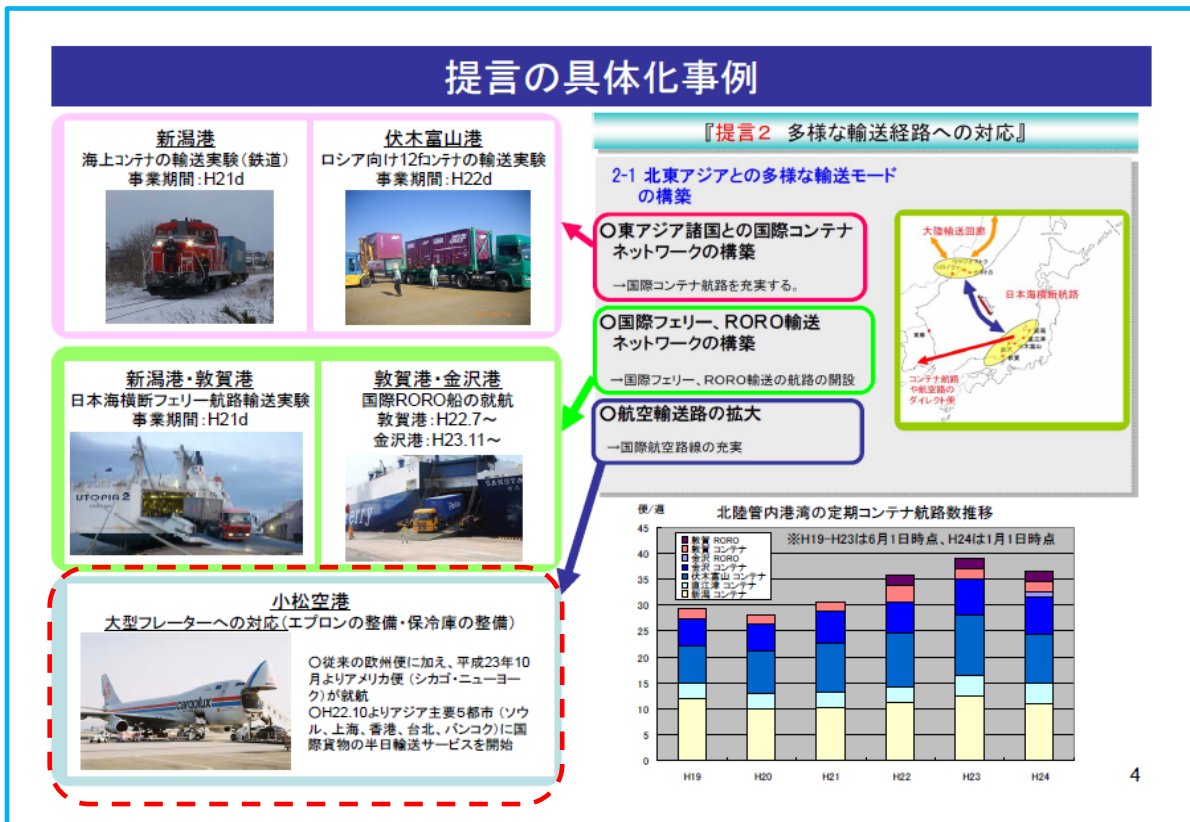 提言の具体化事例
新潟港
海上コンテナの輸送実験(鉄道)
事業期間:H21d
伏木富山港
ロシア向け12fコンテナの輸送実験
事業期間:H22d
新潟港・敦賀港
日本海横断フェリー航路輸送実験
事業期間:H21d
UTOPIA 2
敦賀港・金沢港
国際RORO船の就航
敦賀港:H22.7~
金沢港:H23.11~
小松空港
大型フレーターへの対応(エプロンの整備・保冷庫の整備)
cargolux
○従来の欧州便に加え、平成23年10
月よりアメリカ便(シカゴ・ニューヨー
ク)が就航
○H22.10よりアジア主要5都市(ソウ
ル、上海、香港、台北、バンコク)に国
際貨物の半日輸送サービスを開始
『提言2 多様な輸送経路への対応』
2-1 北東アジアとの多様な輸送モード
の構築
○東アジア諸国との国際コンテナ
ネットワークの構築
→国際コンテナ航路を充実する。
○国際フェリー、RORO輸送
ネットワークの構築
→国際フェリー、RORO輸送の航路の開設
○航空輸送路の拡大
→国際航空路線の充実
大陸輸送回廊
日本海横断航路
新潟
直江津
伏木富山
金沢
敦賀
コンテナ航路
や航空路の
ダイレクト便
便/週
北陸管内港湾の定期コンテナ航路数推移
※H19-H23は6月1日時点、H24は1月1日時点
敦賀 RORO
敦賀 コンテナ
金沢 RORO
金沢 コンテナ
伏木富山 コンテナ
直江津 コンテナ
新潟 コンテナ
45
40
35
30
25
20
15
10
5
0
H19
H20
H21
H22
H23
H24
4